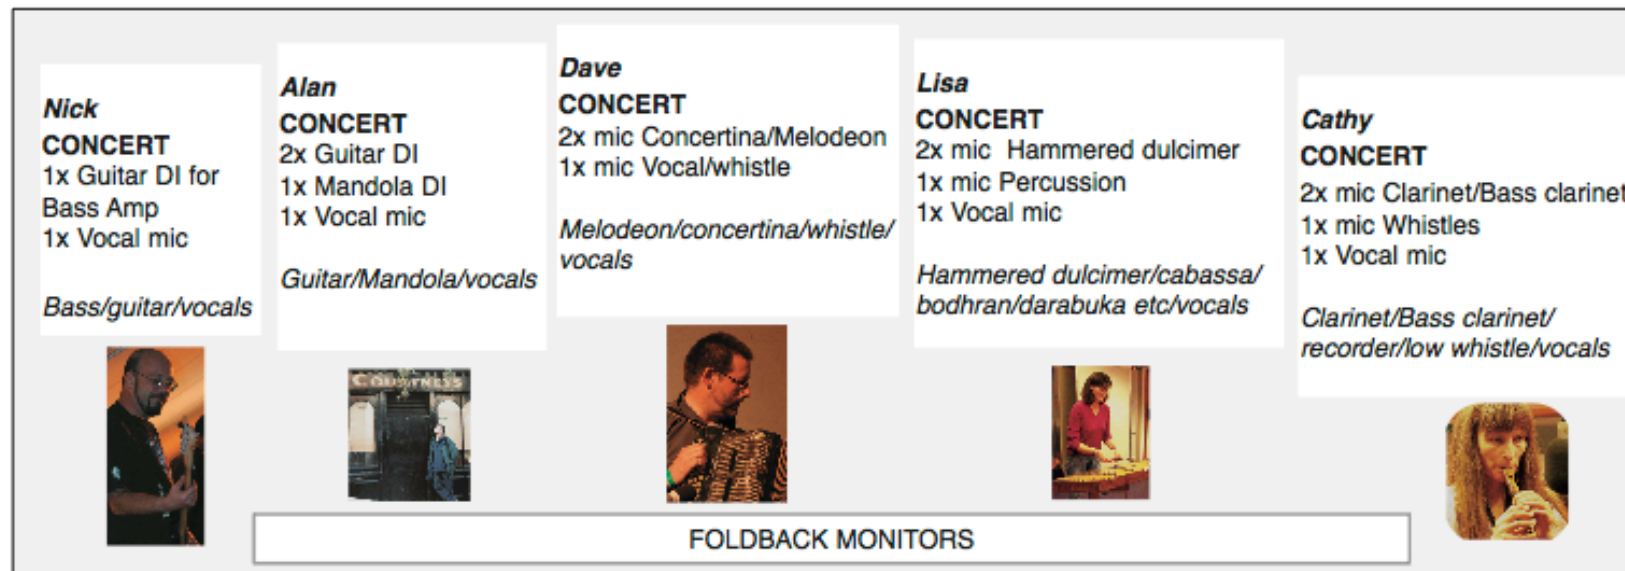 Nick
CONCERT
1x Guitar DI for
Bass Amp
1x Vocal mic
Bass/guitar/vocals
Alan
CONCERT
2x Guitar DI
1x Mandola DI
1x Vocal mic
Guitar/Mandola/vocals
Dave
CONCERT
2x mic Concertina/Melodeon
1x mic Vocal/whistle
Melodeon/concertina/whistle/
vocals
Lisa
CONCERT
2x mic  Hammered dulcimer
1x mic Percussion
1x Vocal mic
Hammered dulcimer/cabassa/
bodhran/darabuka etc/vocals
Cathy
CONCERT
2x mic Clarinet/Bass clarinet
1x mic Whistles
1x Vocal mic
Clarinet/Bass clarinet/
recorder/low whistle/vocals
COURTNEYS
FOLDBACK MONITORS